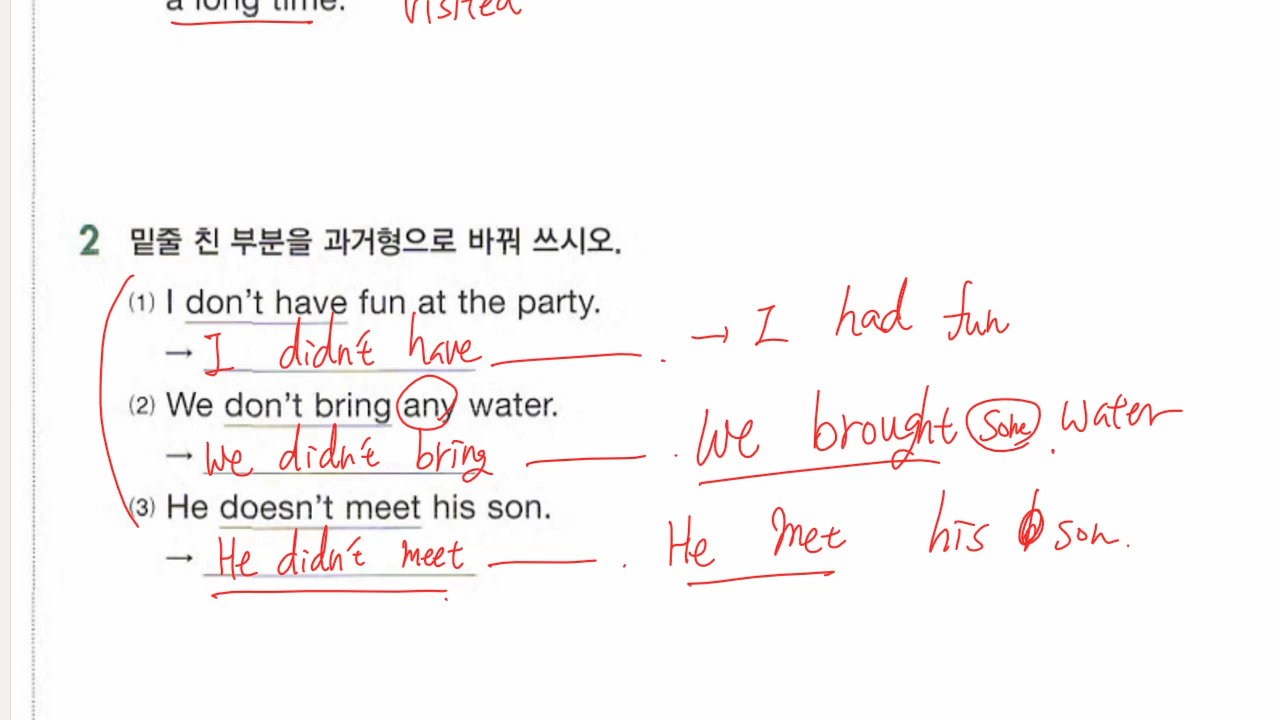 a long time. visited
2 밑줄 친 부분을 과거형으로 바꿔 쓰시오.
(1) I don't have fun at the party.
→ I didn't have . → I had fun
(2) We don't bring any water.
→ We didn't bring . We brought some water.
(3) He doesn't meet his son.
→ He didn't meet . He met his son.